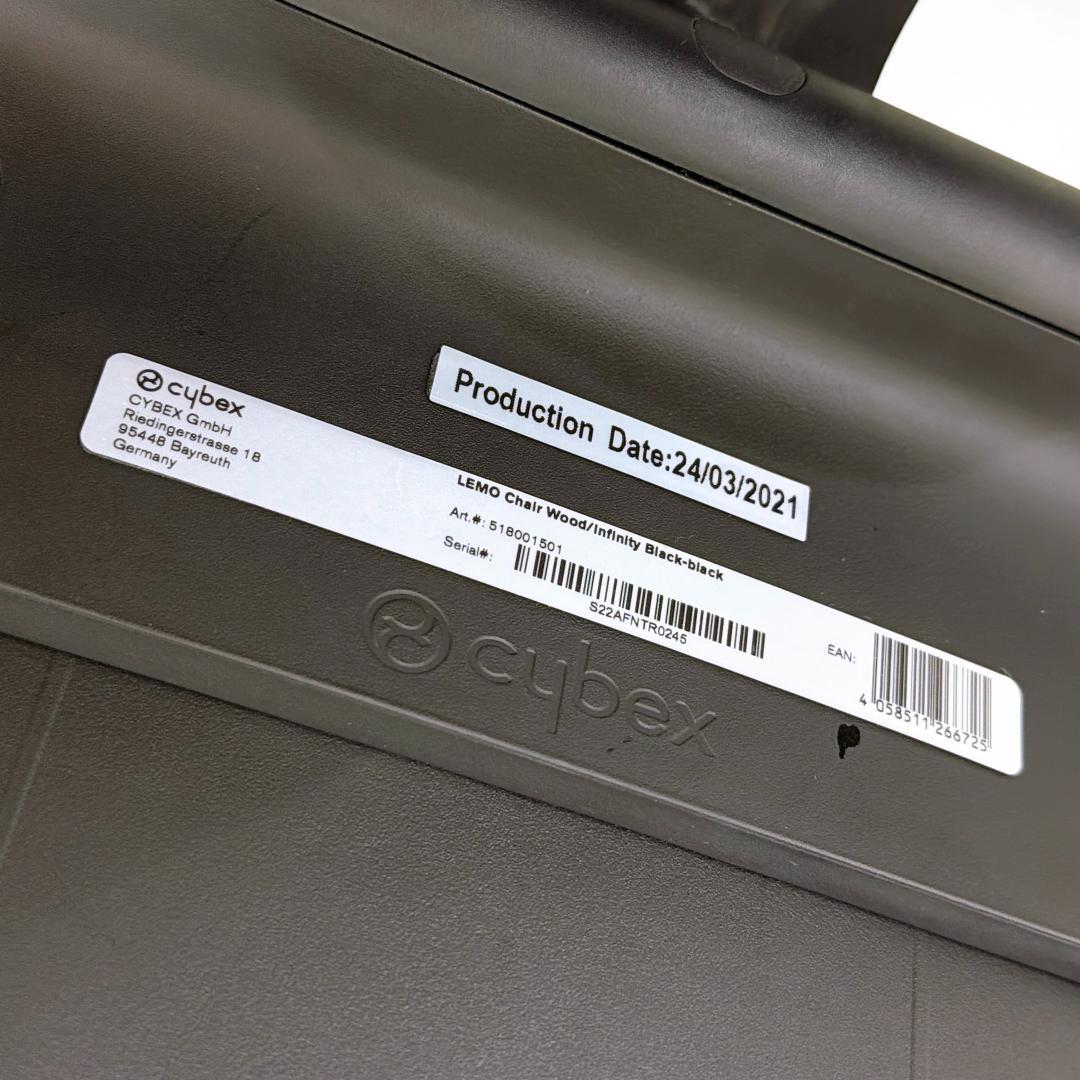 Production Date:24/03/2021
cybex
CYBEX GmbH
Riedingerstrasse 18
95448 Bayreuth
Germany
LEMO Chair Wood/Infinity Black-black
Art.#: 518001501
Serial#:
S22AFNTR0245
EAN:
4 058511 266725
cybex